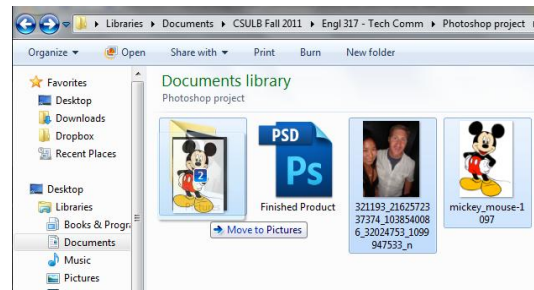 Libraries ▸ Documents ▸ CSULB Fall 2011 ▸ Engl 317 - Tech Comm ▸ Photoshop project
Organize Open Share with Print Burn New folder
Favorites
Desktop
Downloads
Dropbox
Recent Places
Desktop
Libraries
Books & Progra
Documents
Music
Pictures
Documents library
Photoshop project
2
Move to Pictures
PSD
Ps
Finished Product
321193_21625723
37374_103854008
6_32024753_1099
947533_n
mickey_mouse-1
097